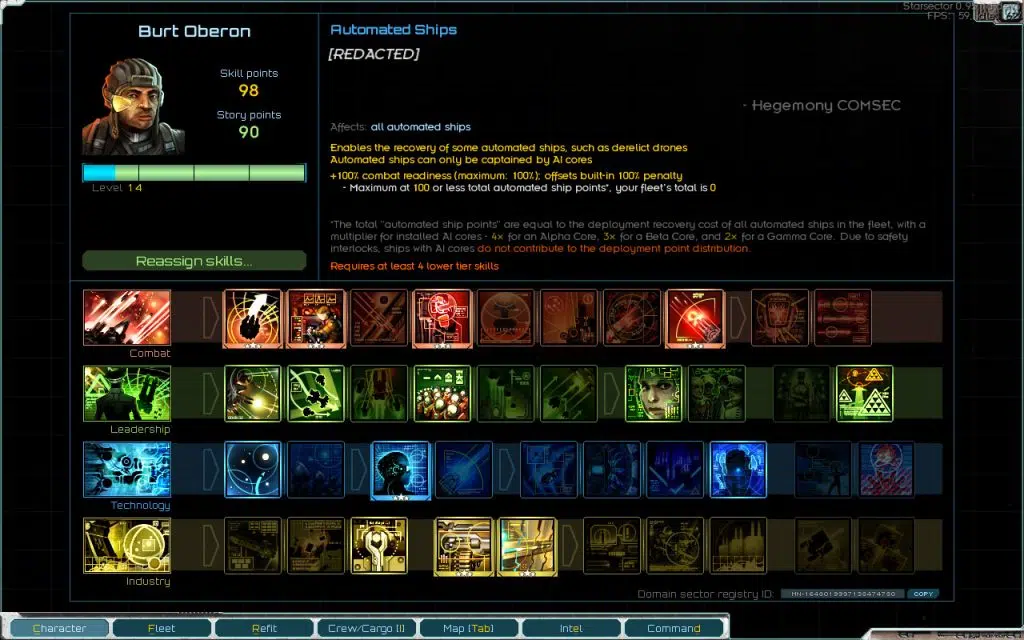 Burt Oberon
Skill points
98
Story points
90
Level 14
Reassign skills...
Automated Ships
[REDACTED]
- Hegemony COMSEC
Affects: all automated ships
Enables the recovery of some automated ships, such as derelict drones
Automated ships can only be captained by AI cores
+100% combat readiness (maximum: 100%); offsets built-in 100% penalty
- Maximum at 100 or less total automated ship points*, your fleet's total is 0
*The total "automated ship points" are equal to the deployment recovery cost of all automated ships in the fleet, with a
multiplier for installed AI cores - 4x for an Alpha Core, 3x for a Beta Core, and 2x for a Gamma Core. Due to safety
interlocks, ships with AI cores do not contribute to the deployment point distribution.
Requires at least 4 lower tier skills
Combat
Leadership
Technology
Industry
Domain sector registry ID:
COPY
Character
Fleet
Refit
Crew/Cargo [I]
Map [Tab]
Intel
Command
Starsector
FPS: